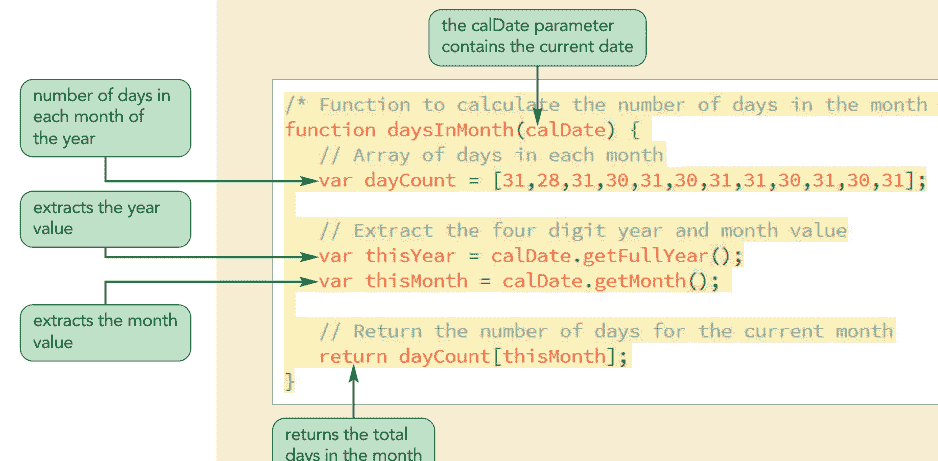 the calDate parameter
contains the current date
number of days in
each month of
the year
/* Function to calculate the number of days in the month
function daysInMonth(calDate) {
// Array of days in each month
var dayCount = [31,28,31,30,31,30,31,31,30,31,30,31];
extracts the year
value
// Extract the four digit year and month value
var thisYear = calDate.getFullYear();
var thisMonth = calDate.getMonth();
extracts the month
value
// Return the number of days for the current month
return dayCount[thisMonth];
}
returns the total
days in the month